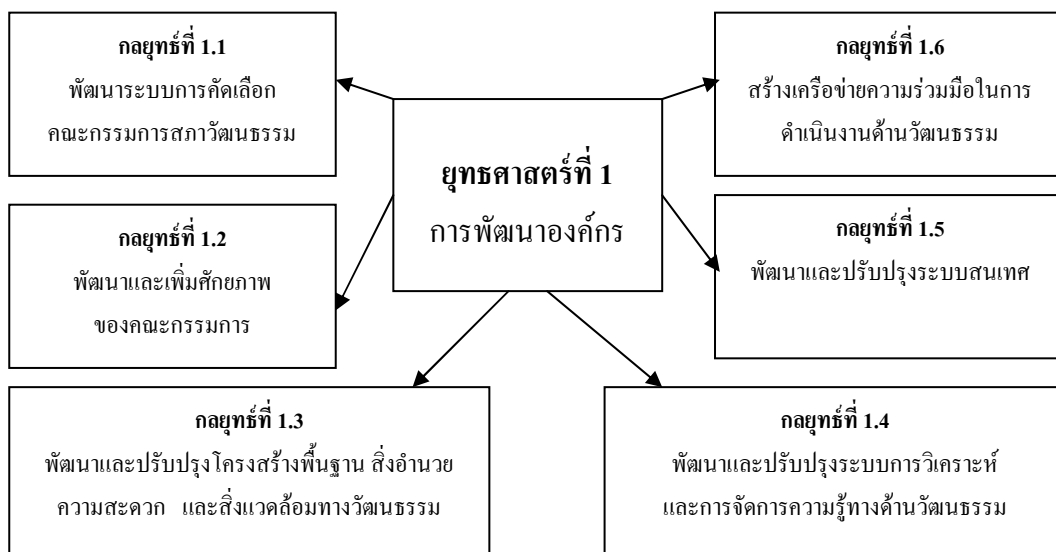 กลยุทธ์ที่ 1.1
พัฒนาระบบการคัดเลือก
คณะกรรมการสภาวัฒนธรรม
กลยุทธ์ที่ 1.6
สร้างเครือข่ายความร่วมมือในการ
ดำเนินงานด้านวัฒนธรรม
ยุทธศาสตร์ที่ 1
การพัฒนาองค์กร
กลยุทธ์ที่ 1.2
พัฒนาและเพิ่มศักยภาพ
ของคณะกรรมการ
กลยุทธ์ที่ 1.5
พัฒนาและปรับปรุงระบบสนเทศ
กลยุทธ์ที่ 1.3
พัฒนาและปรับปรุงโครงสร้างพื้นฐาน สิ่งอำนวย
ความสะดวก และสิ่งแวดล้อมทางวัฒนธรรม
กลยุทธ์ที่ 1.4
พัฒนาและปรับปรุงระบบการวิเคราะห์
และการจัดการความรู้ทางด้านวัฒนธรรม